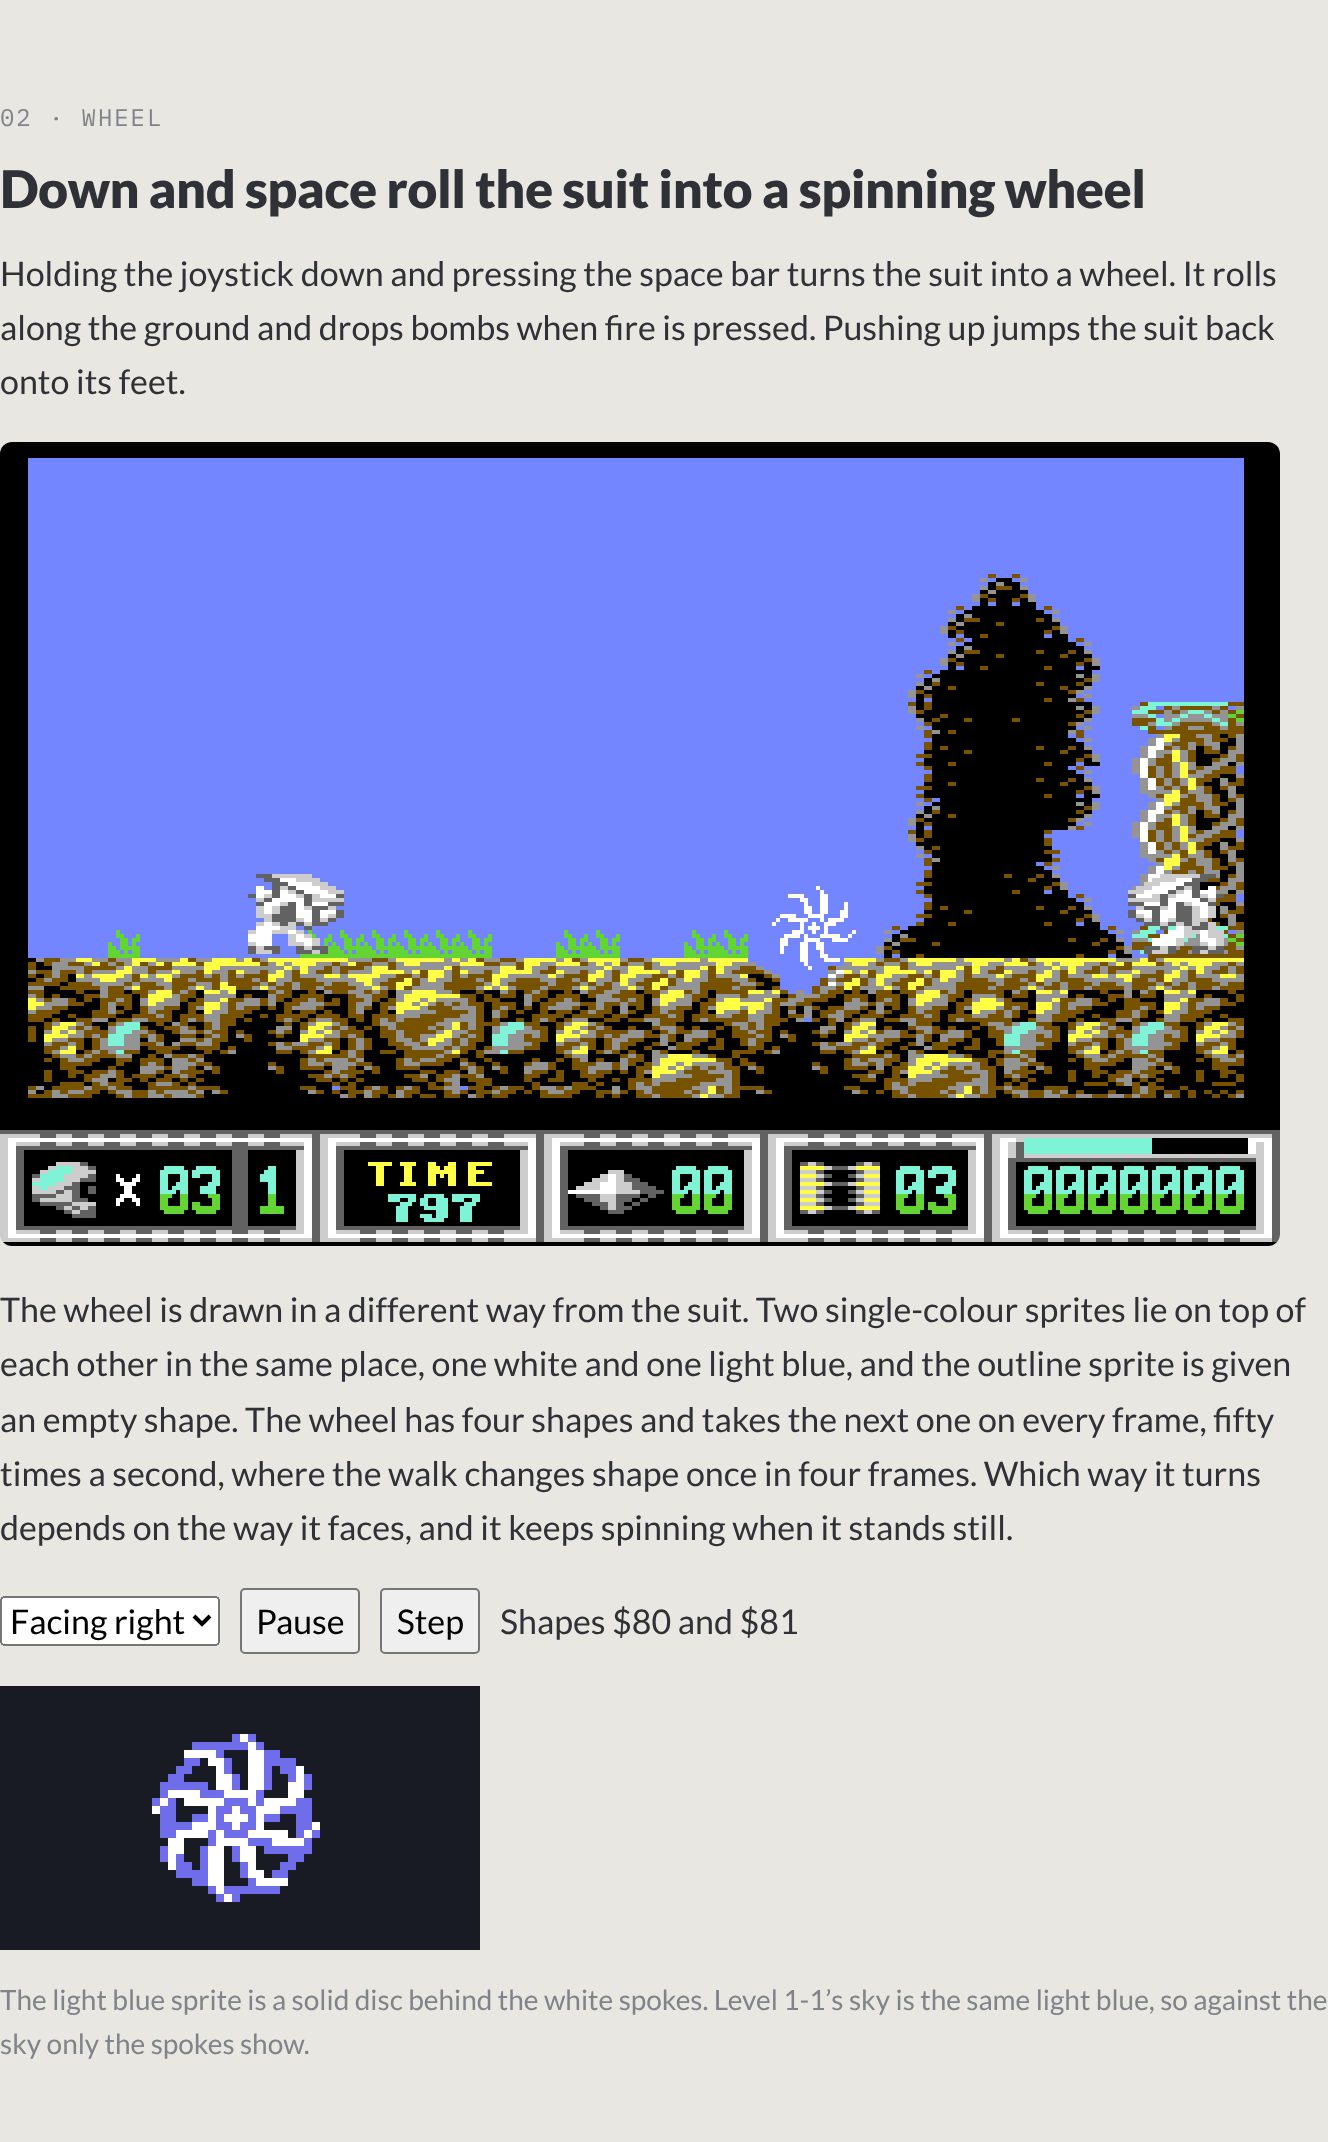 02 · WHEEL
Down and space roll the suit into a spinning wheel
Holding the joystick down and pressing the space bar turns the suit into a wheel. It rolls
along the ground and drops bombs when fire is pressed. Pushing up jumps the suit back
onto its feet.
x 03 1
TIME
797
00
03
0000000
The wheel is drawn in a different way from the suit. Two single-colour sprites lie on top of
each other in the same place, one white and one light blue, and the outline sprite is given
an empty shape. The wheel has four shapes and takes the next one on every frame, fifty
times a second, where the walk changes shape once in four frames. Which way it turns
depends on the way it faces, and it keeps spinning when it stands still.
Facing right Pause Step Shapes $80 and $81
The light blue sprite is a solid disc behind the white spokes. Level 1-1’s sky is the same light blue, so against the
sky only the spokes show.